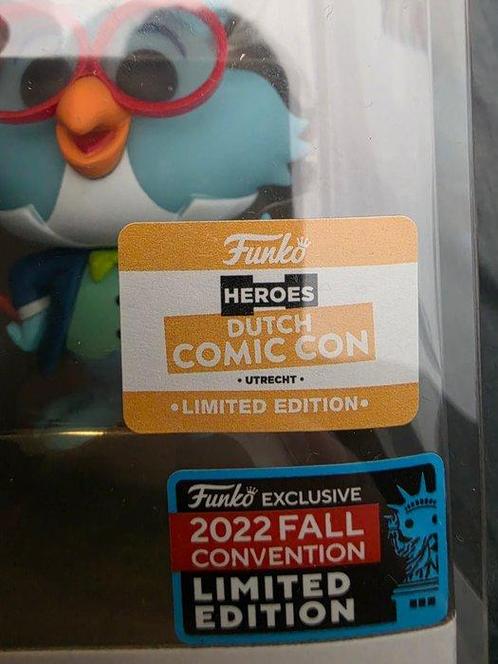 Funko
HEROES
DUTCH
COMIC CON
• UTRECHT •
•LIMITED EDITION•
Funko EXCLUSIVE
2022 FALL
CONVENTION
LIMITED
EDITION